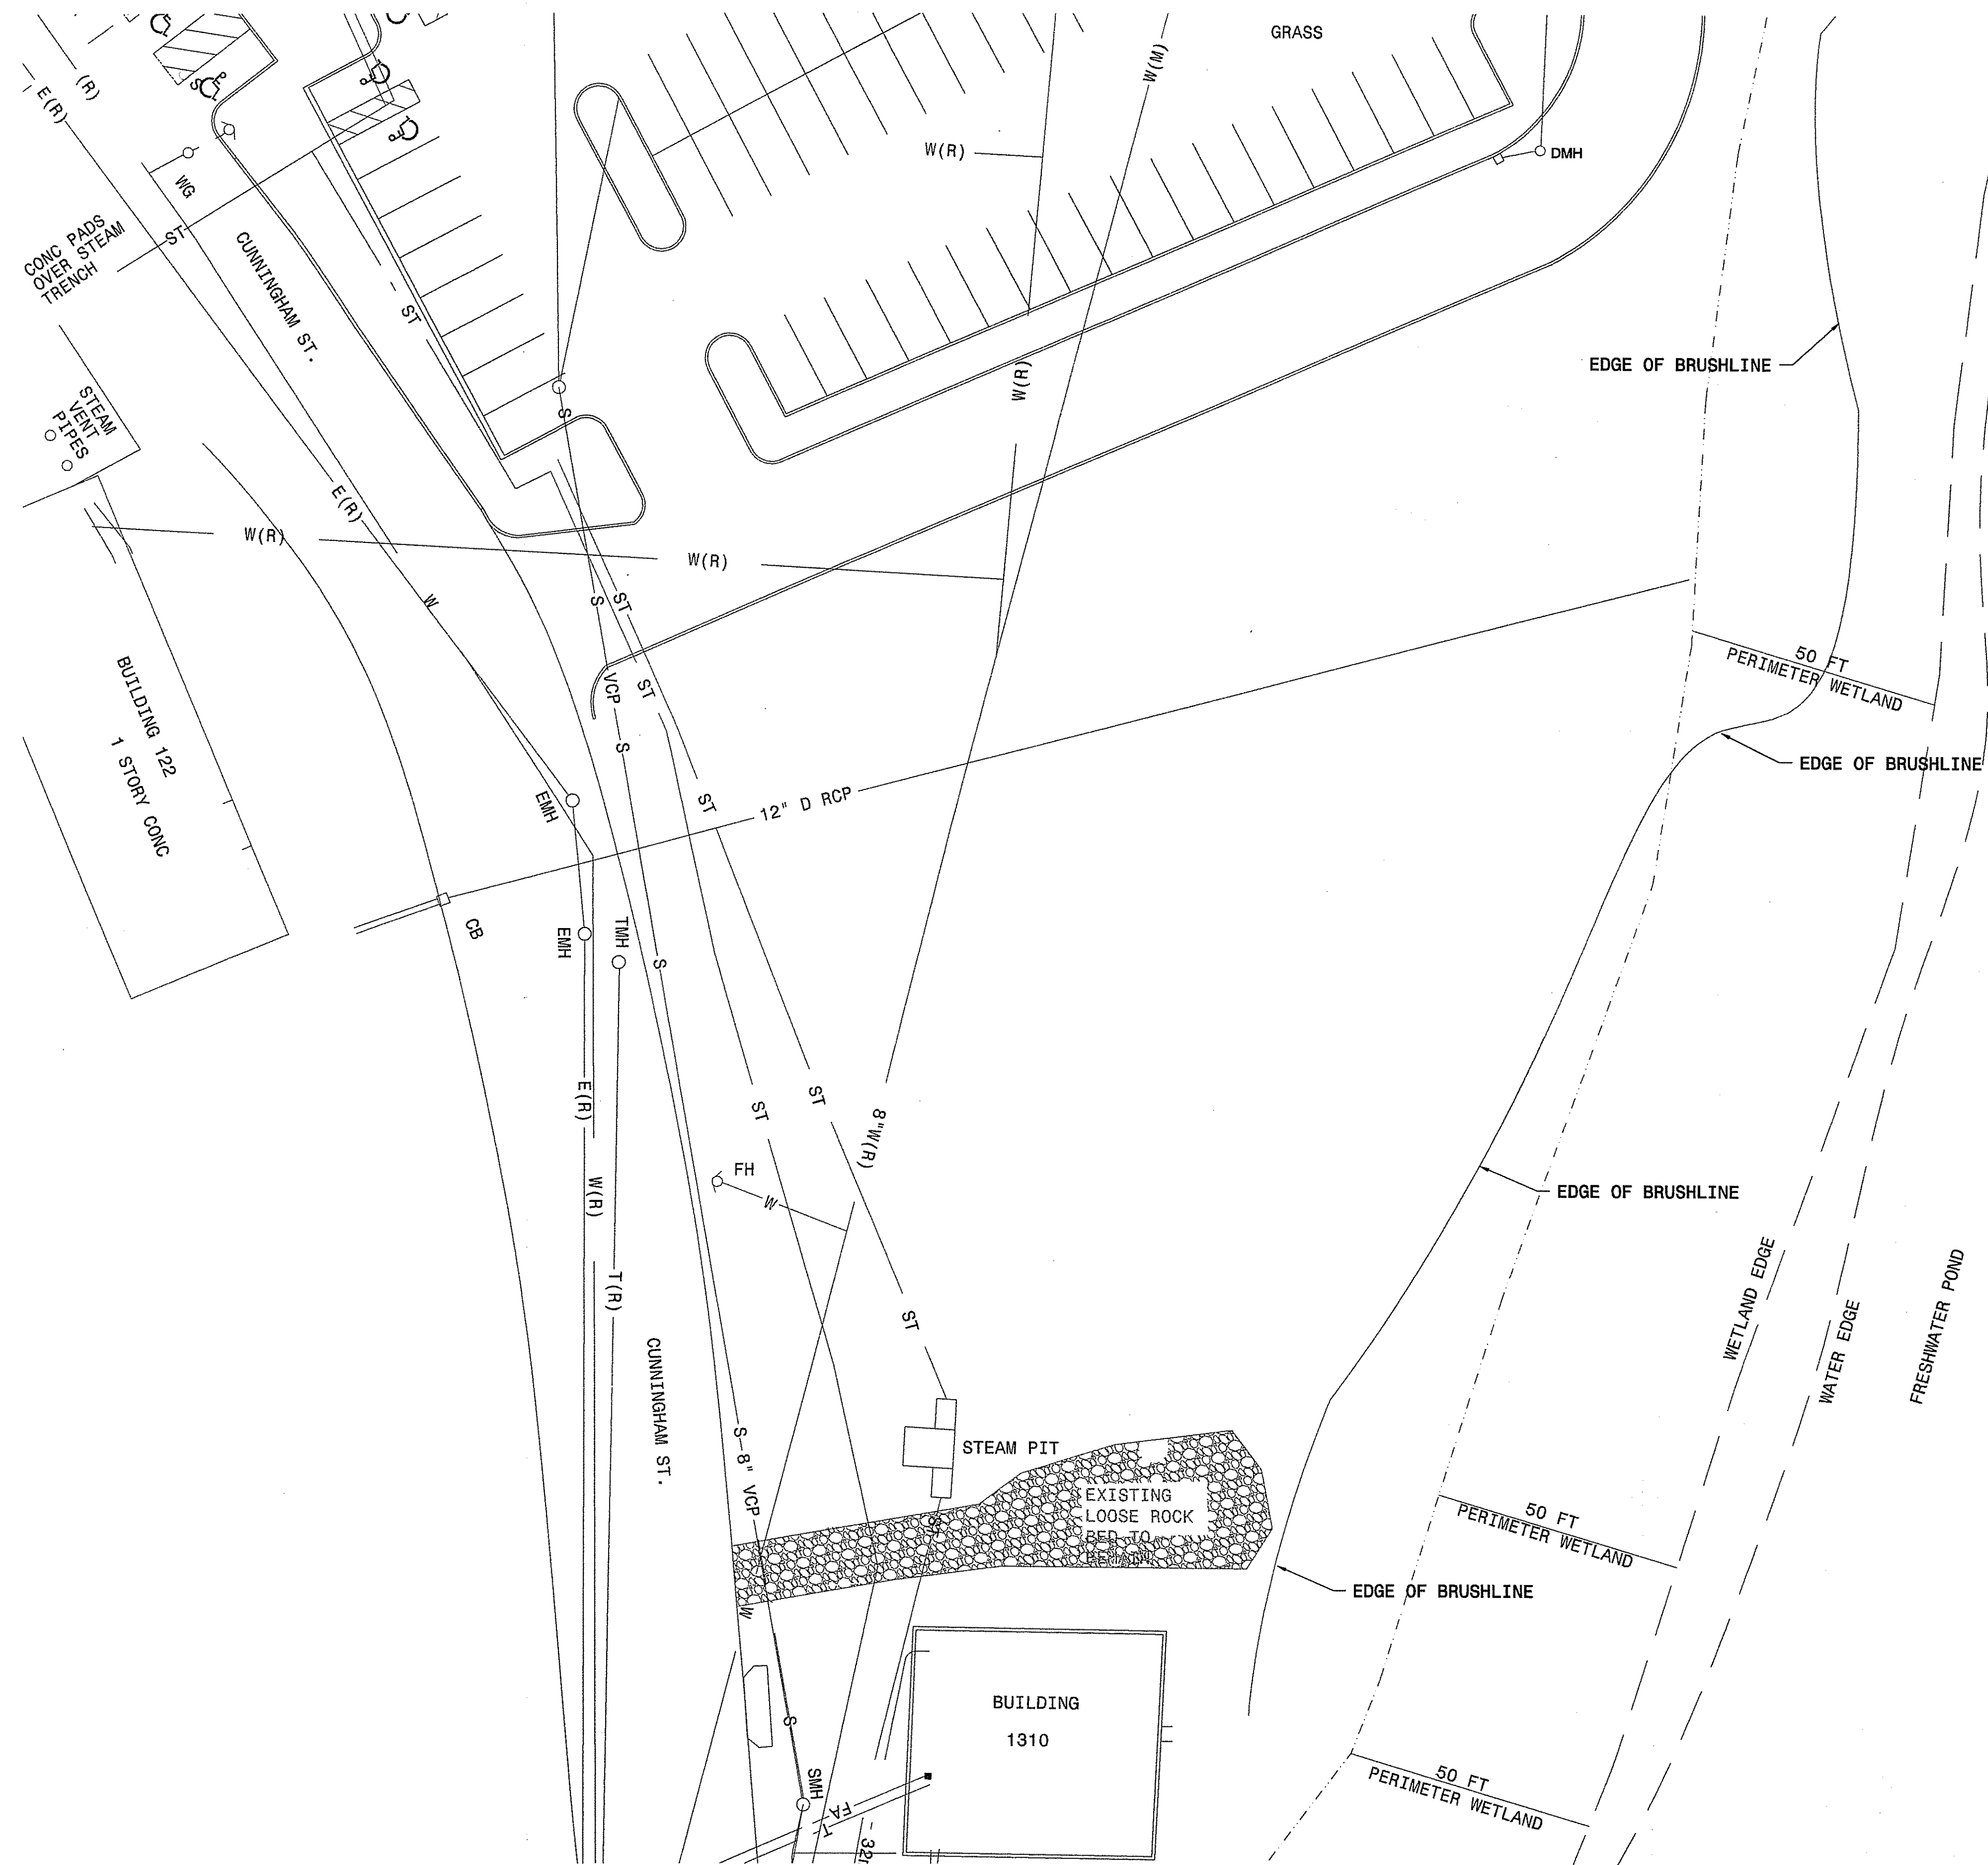 GRASS
W(M)
(R)
E(R)
S
W(R)
DMH
WG
ST
CONC PADS
OVER STEAM
TRENCH
CUNNINGHAM ST.
ST
EDGE OF BRUSHLINE
W(R)
STEAM
VENT
PIPES
S
E(R)
W(R)
W(R)
W
S
ST
50 FT
PERIMETER WETLAND
VCP
ST
BUILDING 122
1 STORY CONC
S
EDGE OF BRUSHLINE
EMH
ST
12" D RCP
CB
EMH
TMH
S
E(R)
ST
ST
8"W(R)
FH
W
W(R)
EDGE OF BRUSHLINE
T(R)
WETLAND EDGE
WATER EDGE
FRESHWATER POND
ST
CUNNINGHAM ST.
S
8" VCP
STEAM PIT
EXISTING
LOOSE ROCK
BED TO
REMAIN
50 FT
PERIMETER WETLAND
EDGE OF BRUSHLINE
W
BUILDING
1310
S
SMH
FA
T
50 FT
PERIMETER WETLAND